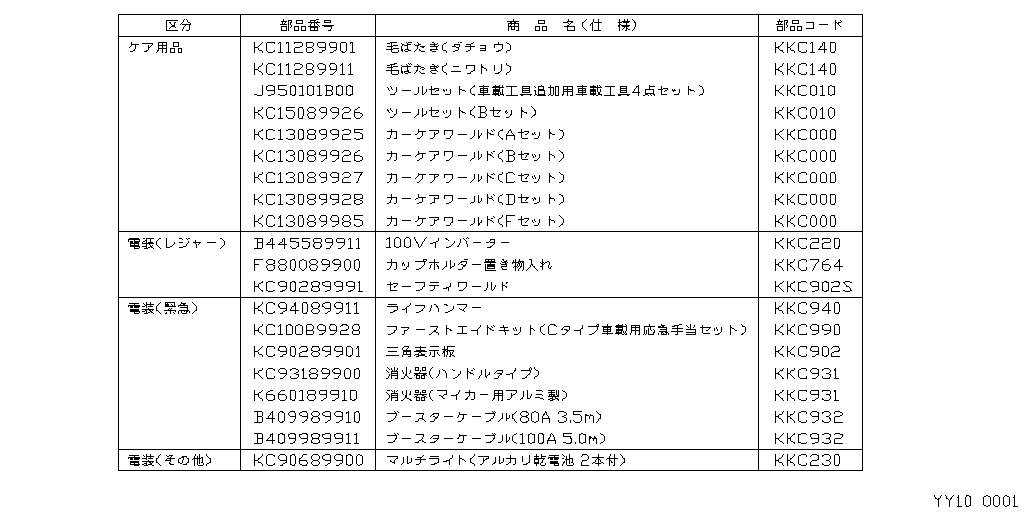 区分 部品番号 商 品 名(仕 様) 部品コード
ケア用品 KC11289901 毛ばたき(ダチョウ) KKC140
KC11289911 毛ばたき(ニワトリ) KKC140
J950101B00 ツールセット(車載工具追加用車載工具4点セット) KKC010
KC15089926 ツールセット(Bセット) KKC010
KC13089925 カーケアワールド(Aセット) KKC000
KC13089926 カーケアワールド(Bセット) KKC000
KC13089927 カーケアワールド(Cセット) KKC000
KC13089928 カーケアワールド(Dセット) KKC000
KC13089985 カーケアワールド(Fセット) KKC000
電装(レジャー) B445589911 100Vインバーター KKC220
F880089900 カップホルダー置き物入れ KKC764
KC90289991 セーフティワールド KKC902S
電装(緊急) KC94089911 ライフハンマー KKC940
KC10089928 ファーストエイドキット(Cタイプ車載用応急手当セット) KKC990
KC90289901 三角表示板 KKC902
KC93189900 消火器(ハンドルタイプ) KKC931
K660189910 消火器(マイカー用アルミ製) KKC931
B409989910 ブースターケーブル(80A 3.5m) KKC932
B409989911 ブースターケーブル(100A 5.0m) KKC932
電装(その他) KC90689900 マルチライト(アルカリ乾電池 2本付) KKC230
YY10 0001